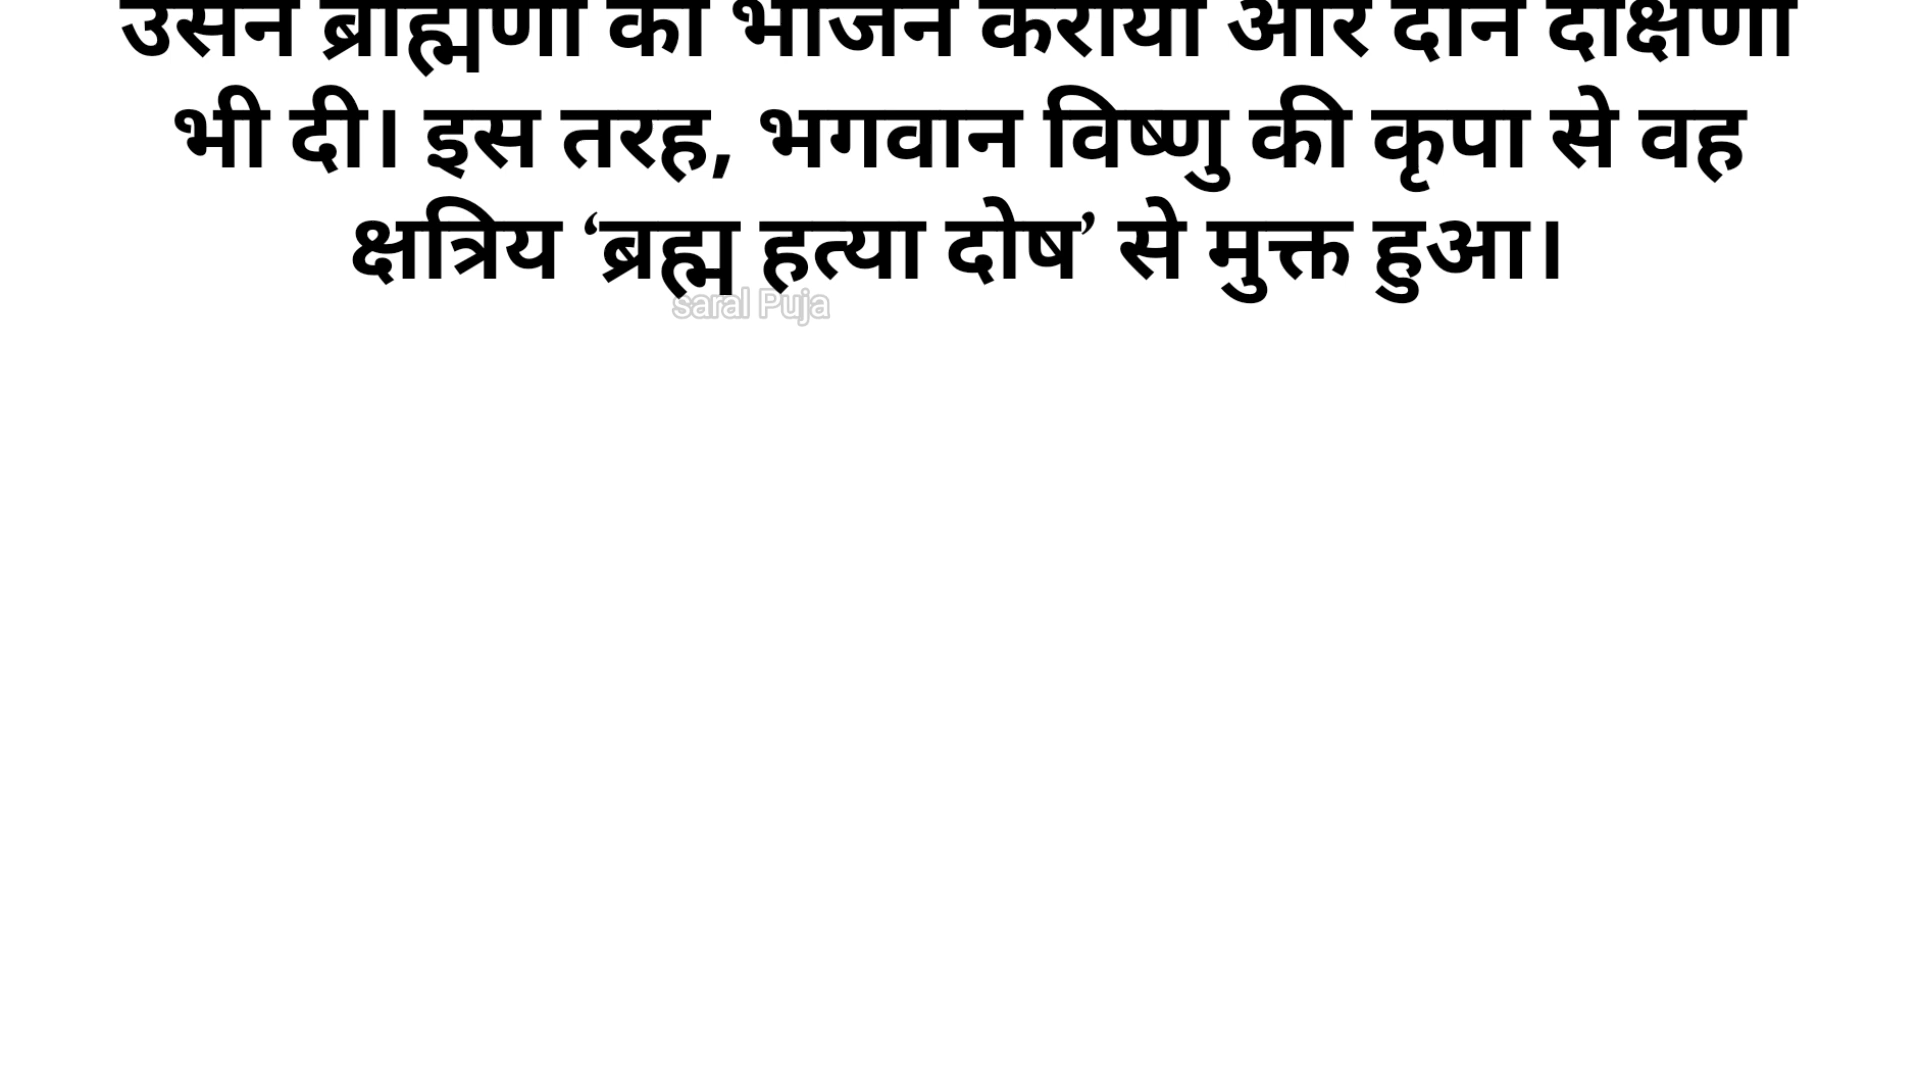 उसने ब्राह्मणों को भोजन कराया और दान दक्षिणा
भी दी। इस तरह, भगवान विष्णु की कृपा से वह
क्षत्रिय ‘ब्रह्म हत्या दोष’ से मुक्त हुआ।
saral Puja